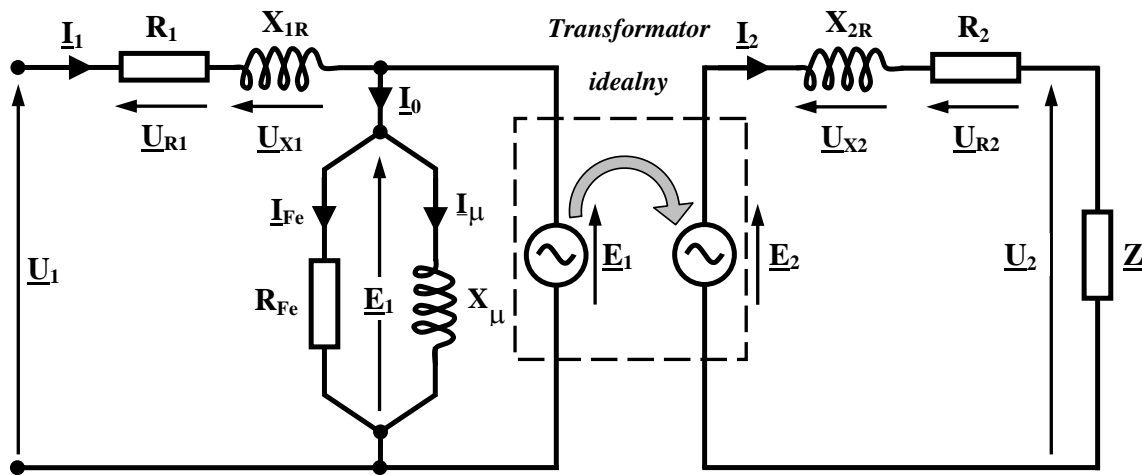 I1
R1
X1R
Transformator
idealny
I2
X2R
R2
UR1
UX1
I0
UX2
UR2
IFe
Iμ
U1
RFe
E1
Xμ
E1
E2
U2
Z